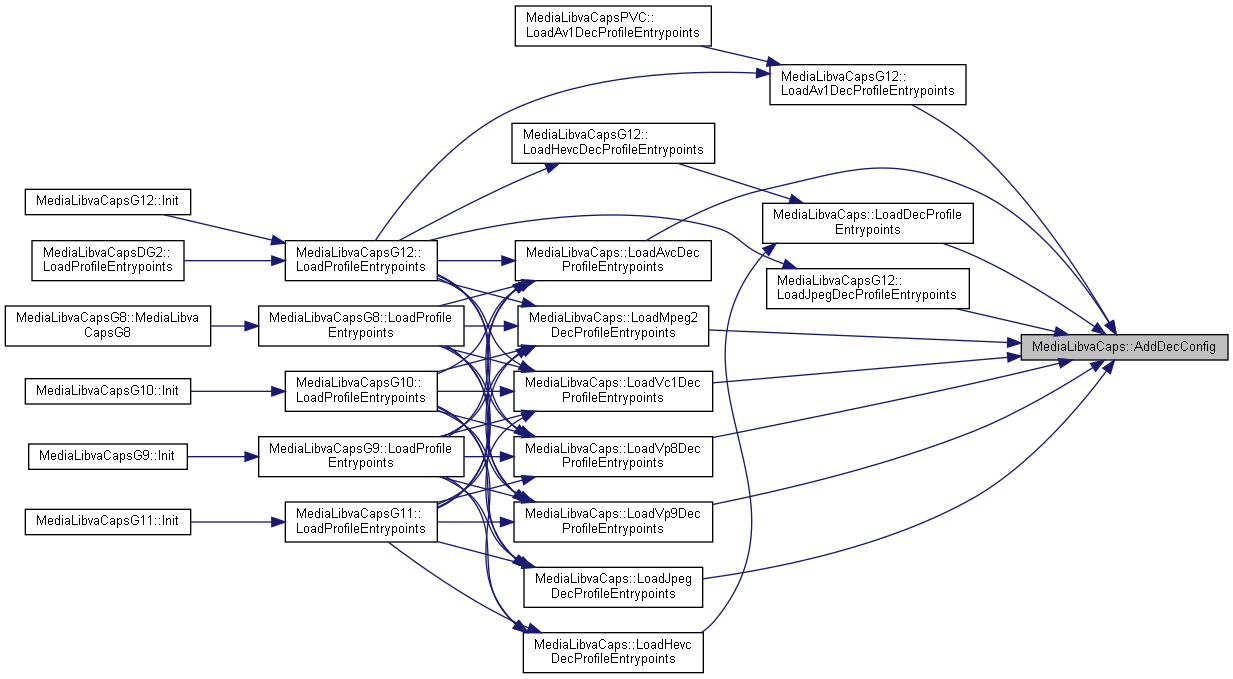 MediaLibvaCapsPVC::
LoadAv1DecProfileEntrypoints
MediaLibvaCapsG12::
LoadAv1DecProfileEntrypoints
MediaLibvaCapsG12::
LoadHevcDecProfileEntrypoints
MediaLibvaCapsG12::Init
MediaLibvaCaps::LoadDecProfile
Entrypoints
MediaLibvaCapsDG2::
LoadProfileEntrypoints
MediaLibvaCapsG12::
LoadProfileEntrypoints
MediaLibvaCaps::LoadAvcDec
ProfileEntrypoints
MediaLibvaCapsG12::
LoadJpegDecProfileEntrypoints
MediaLibvaCapsG8::MediaLibva
CapsG8
MediaLibvaCapsG8::LoadProfile
Entrypoints
MediaLibvaCaps::LoadMpeg2
DecProfileEntrypoints
MediaLibvaCaps::AddDecConfig
MediaLibvaCapsG10::Init
MediaLibvaCapsG10::
LoadProfileEntrypoints
MediaLibvaCaps::LoadVc1Dec
ProfileEntrypoints
MediaLibvaCapsG9::Init
MediaLibvaCapsG9::LoadProfile
Entrypoints
MediaLibvaCaps::LoadVp8Dec
ProfileEntrypoints
MediaLibvaCapsG11::Init
MediaLibvaCapsG11::
LoadProfileEntrypoints
MediaLibvaCaps::LoadVp9Dec
ProfileEntrypoints
MediaLibvaCaps::LoadJpeg
DecProfileEntrypoints
MediaLibvaCaps::LoadHevc
DecProfileEntrypoints